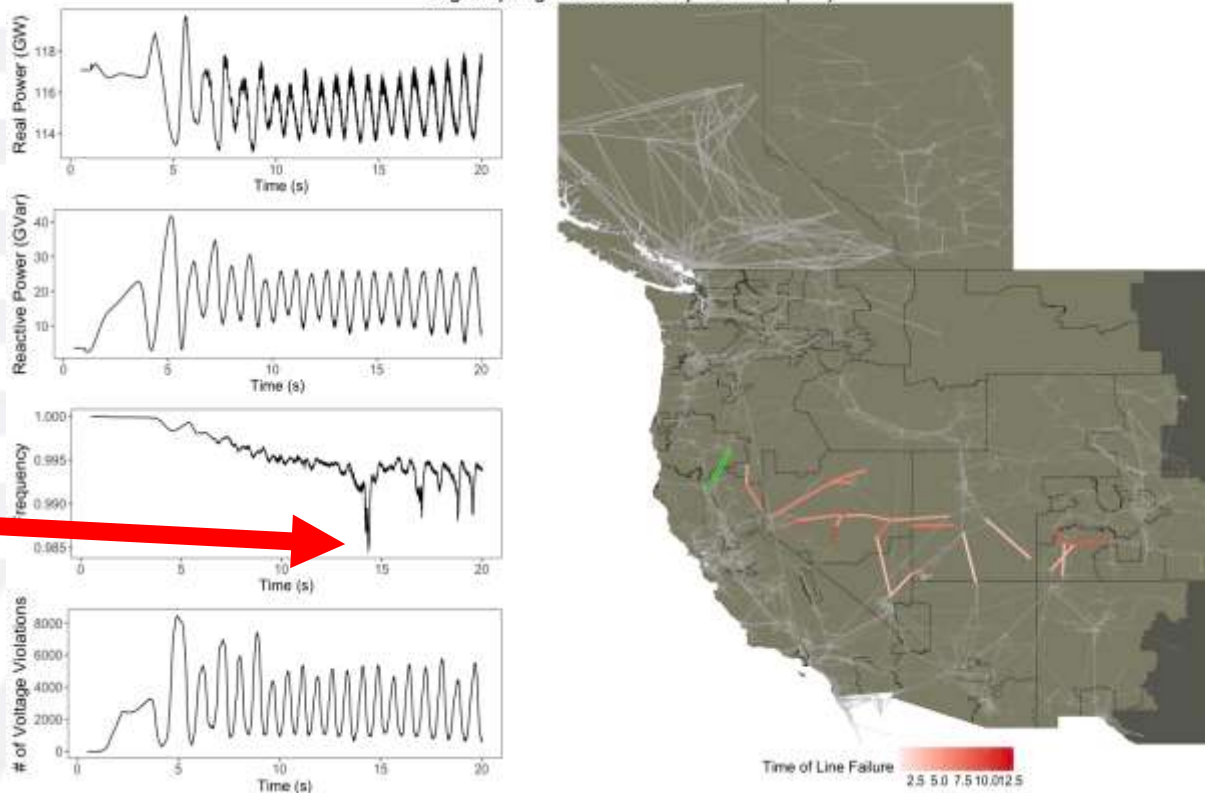 Real Power (GW)
118
116
114
0 5 10 15 20
Time (s)
Reactive Power (GVar)
40
30
20
10
0 5 10 15 20
Time (s)
1.000
0.995
0.990
0.985
0 5 10 15 20
Time (s)
# of Voltage Violations
8000
6000
4000
2000
0
0 5 10 15 20
Time (s)
Time of Line Failure
2.5 5.0 7.5 10.0 12.5